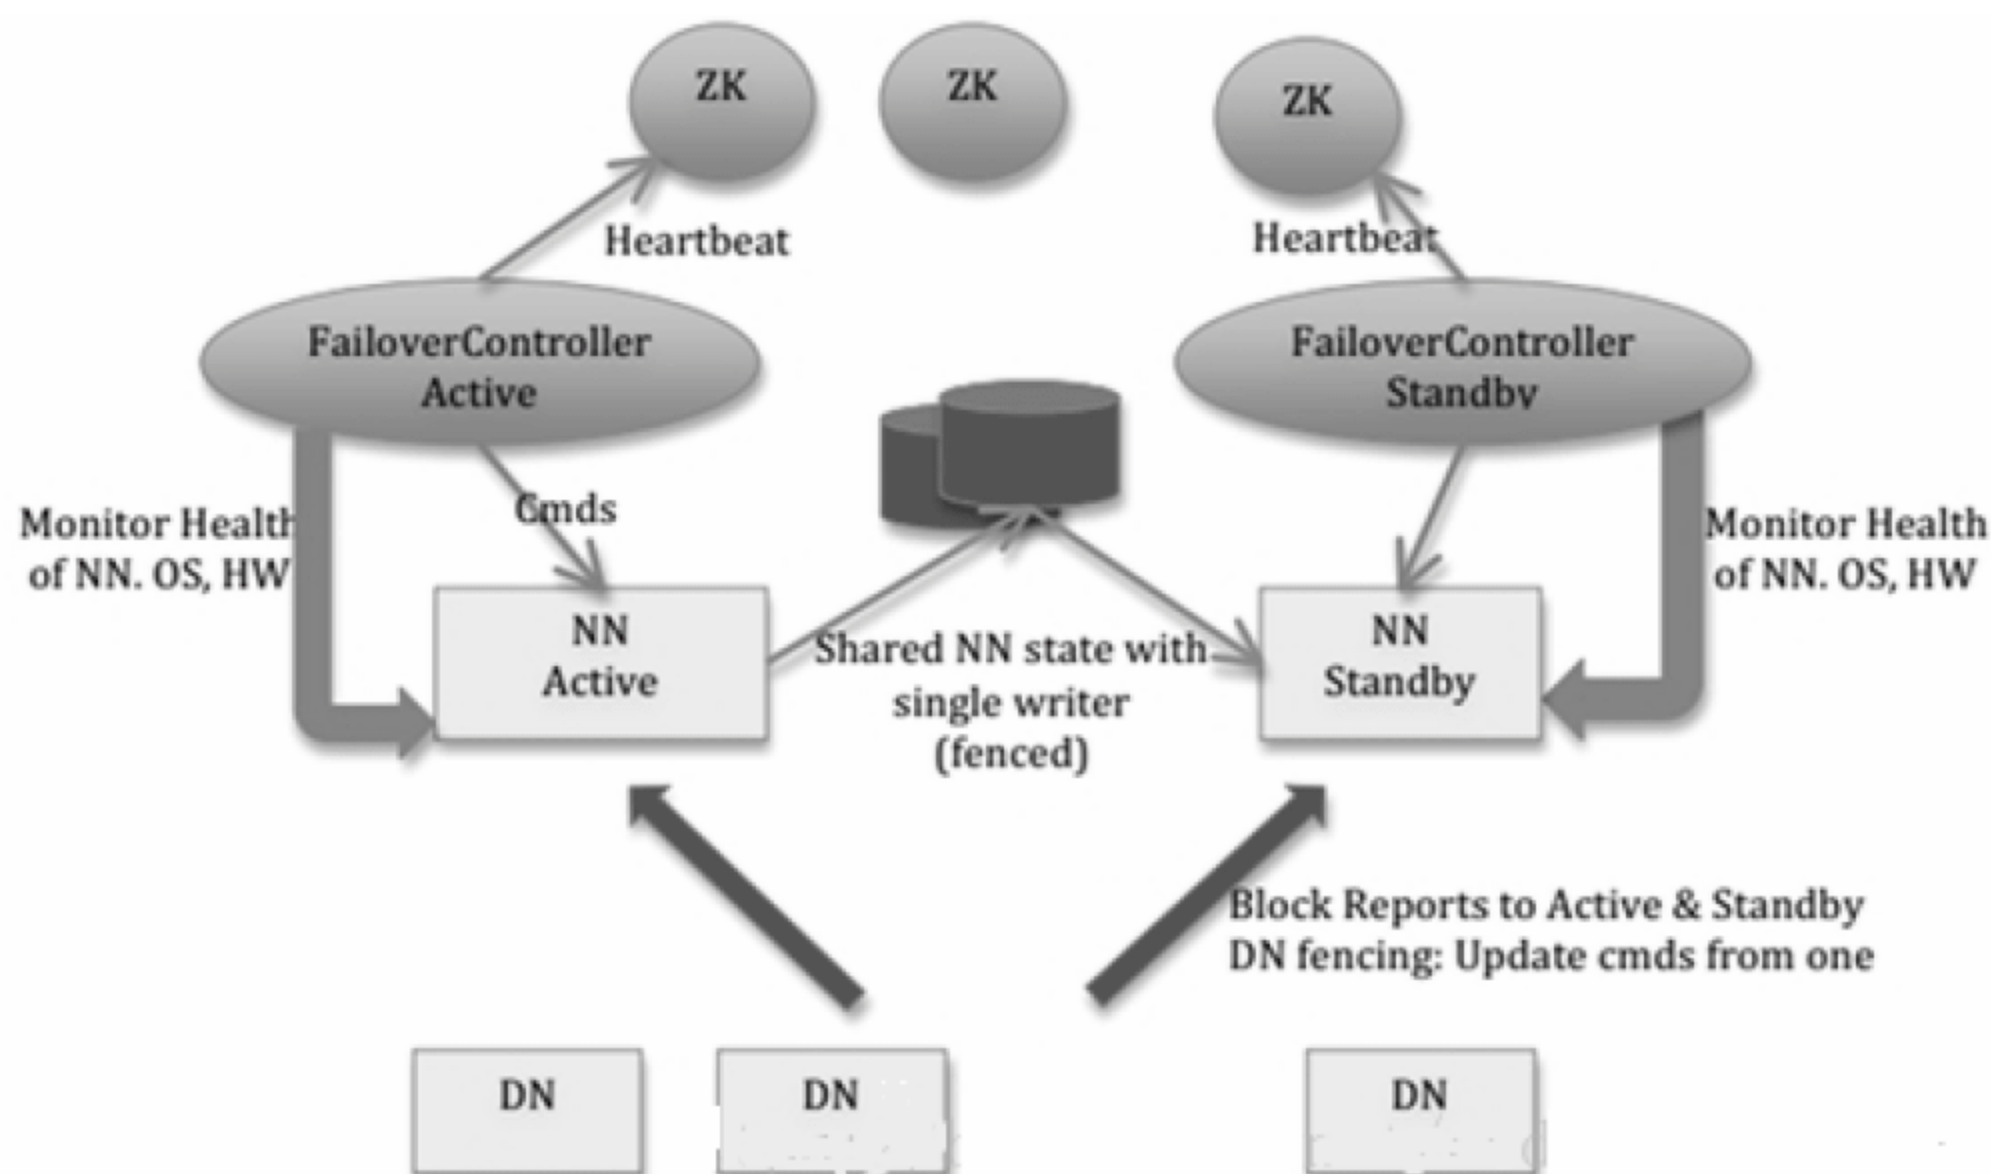 ZK
ZK
ZK
Heartbeat
Heartbeat
FailoverController
Active
FailoverController
Standby
Cmds
Monitor Health
of NN. OS, HW
Monitor Health
of NN. OS, HW
NN
Active
Shared NN state with
single writer
(fenced)
NN
Standby
Block Reports to Active & Standby
DN fencing: Update cmds from one
DN
DN
DN